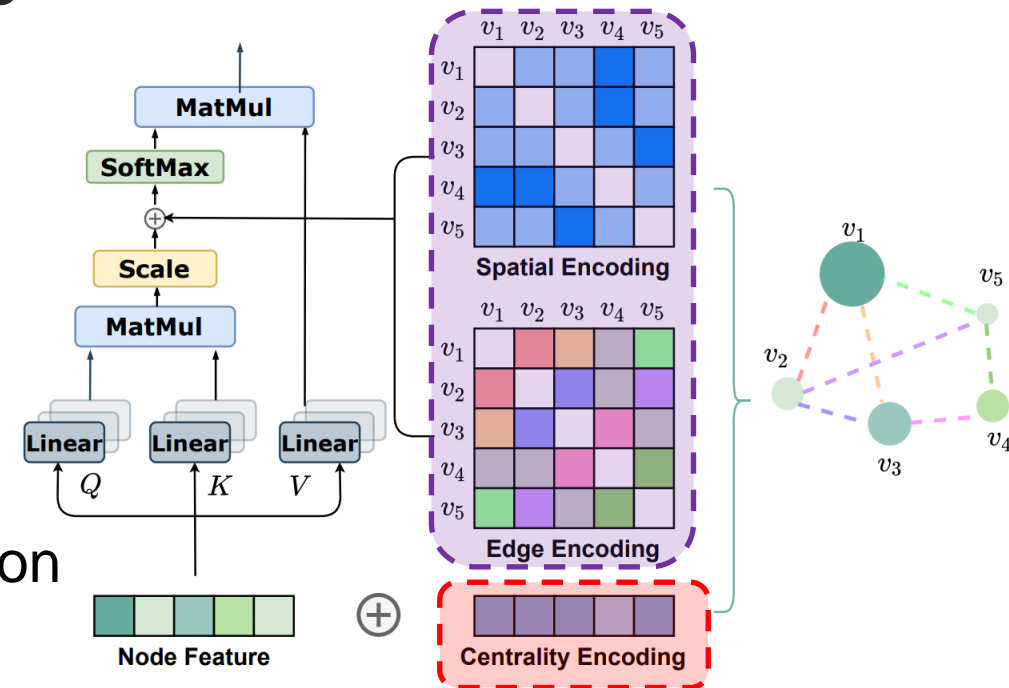 MatMul
SoftMax
Scale
MatMul
Linear
Linear
Linear
Q
K
V
on
Node Feature
v₁ v₂ v₃ v₄ v₅
v₁
v₂
v₃
v₄
v₅
Spatial Encoding
v₁ v₂ v₃ v₄ v₅
v₁
v₂
v₃
v₄
v₅
Edge Encoding
Centrality Encoding
v₁
v₅
v₂
v₄
v₃